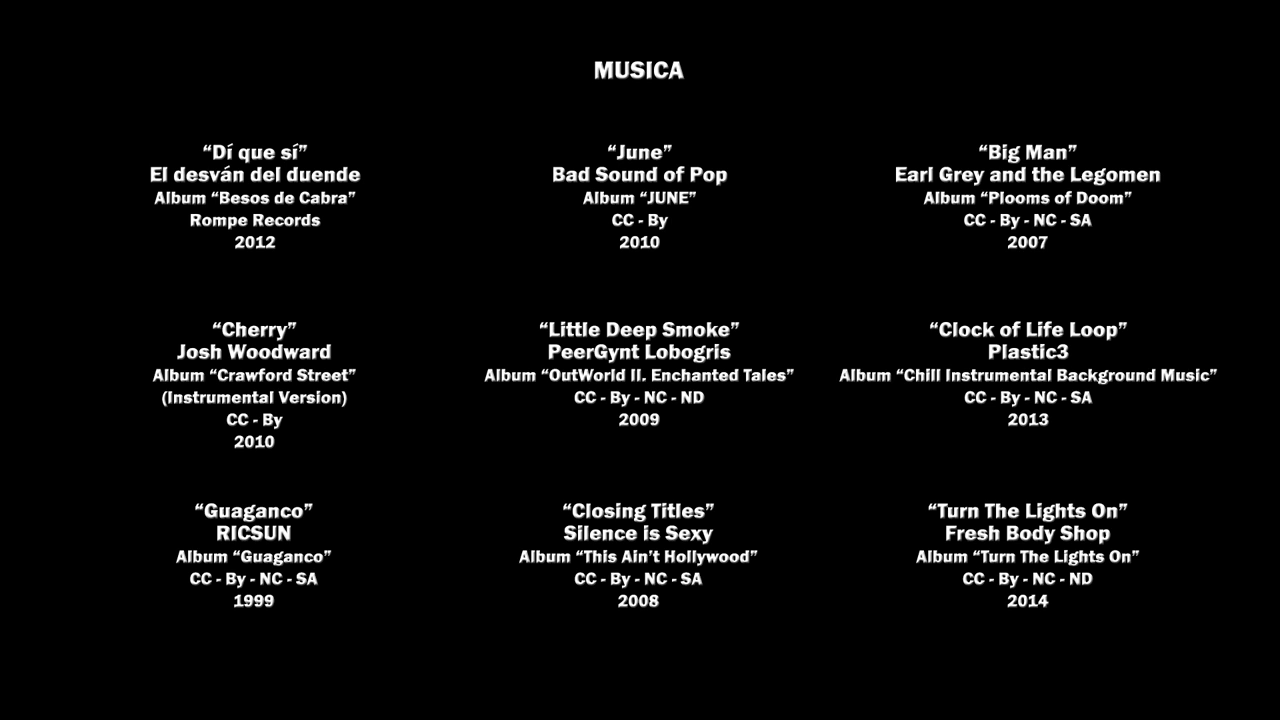 MUSICA
“Dí que sí”
El desván del duende
Album “Besos de Cabra”
Rompe Records
2012
“June”
Bad Sound of Pop
Album “JUNE”
CC - By
2010
“Big Man”
Earl Grey and the Legomen
Album “Plooms of Doom”
CC - By - NC - SA
2007
“Cherry”
Josh Woodward
Album “Crawford Street”
(Instrumental Version)
CC - By
2010
“Little Deep Smoke”
PeerGynt Lobogris
Album “OutWorld II. Enchanted Tales”
CC - By - NC - ND
2009
“Clock of Life Loop”
Plastic3
Album “Chill Instrumental Background Music”
CC - By - NC - SA
2013
“Guaganco”
RICSUN
Album “Guaganco”
CC - By - NC - SA
1999
“Closing Titles”
Silence is Sexy
Album “This Ain’t Hollywood”
CC - By - NC - SA
2008
“Turn The Lights On”
Fresh Body Shop
Album “Turn The Lights On”
CC - By - NC - ND
2014